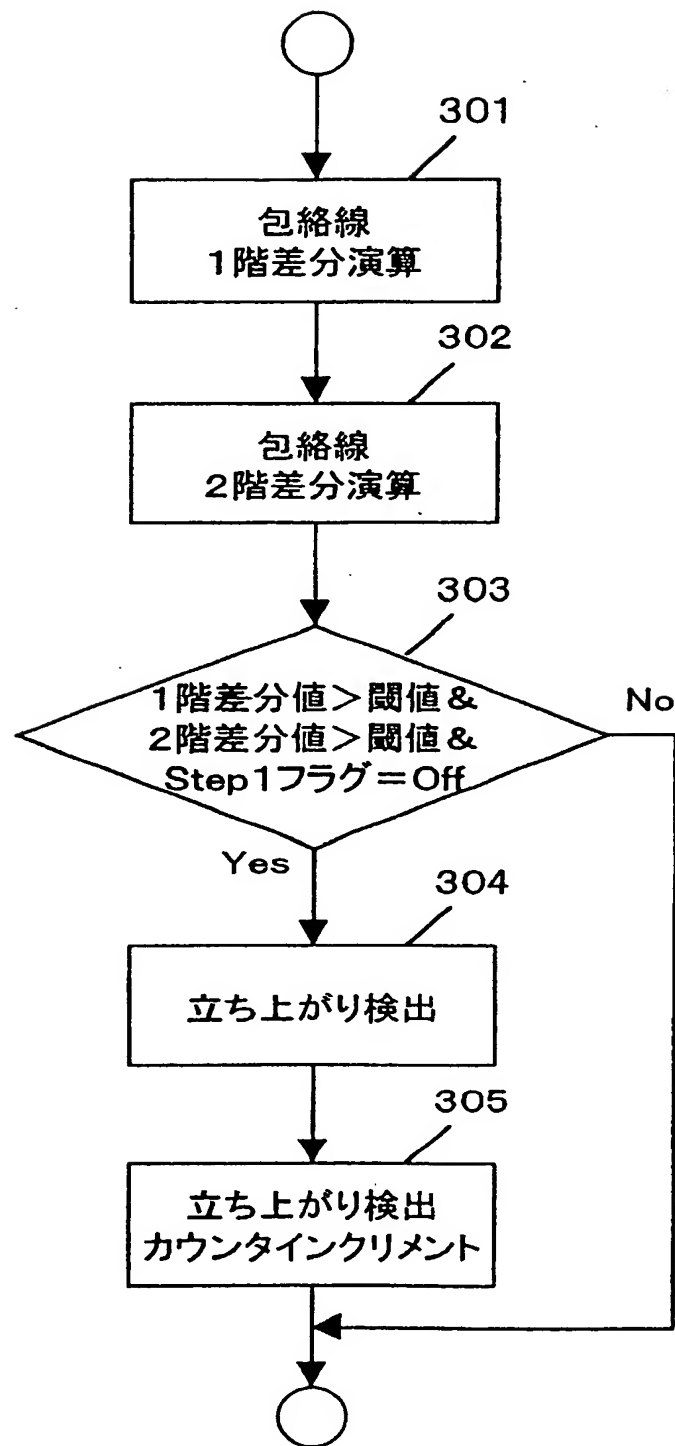 301
包絡線
1階差分演算
302
包絡線
2階差分演算
303
1階差分値＞閾値＆
2階差分値＞閾値＆
Step1フラグ＝Off
No
Yes
304
立ち上がり検出
305
立ち上がり検出
カウンタインクリメント